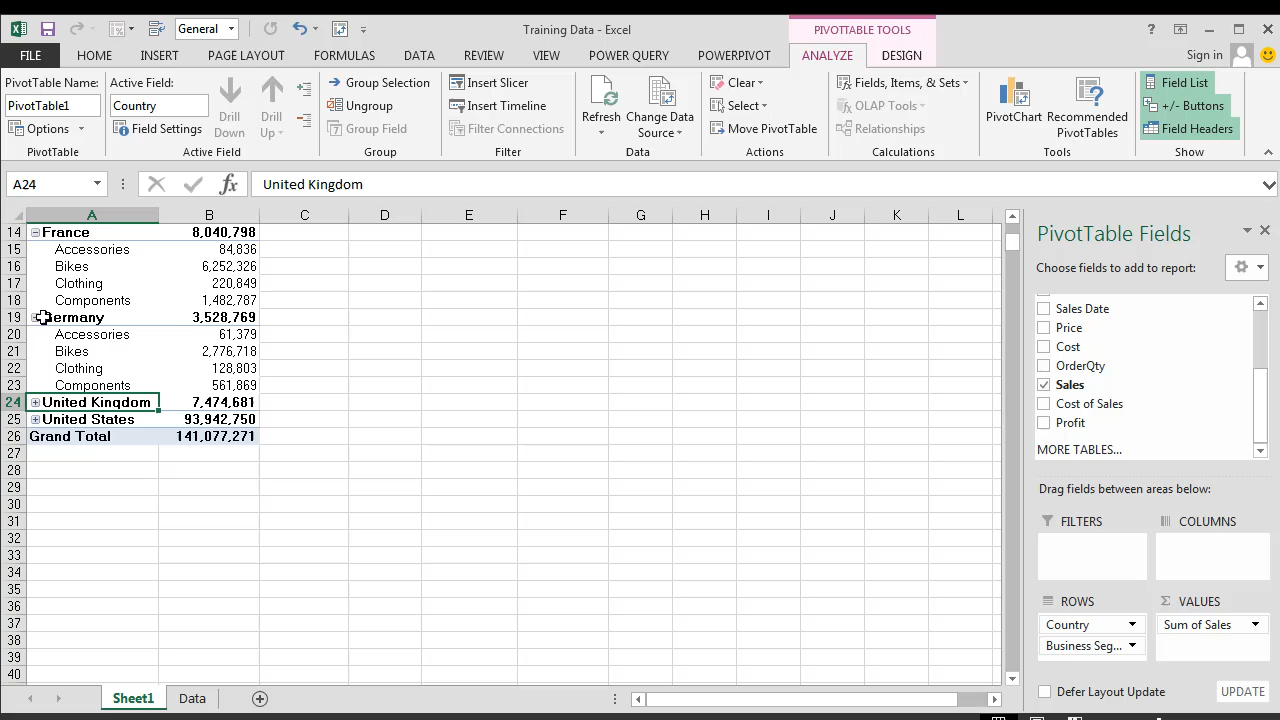 General
Training Data - Excel
PIVOTTABLE TOOLS
?
FILE HOME INSERT PAGE LAYOUT FORMULAS DATA REVIEW VIEW POWER QUERY POWERPIVOT ANALYZE DESIGN Sign in
PivotTable Name:
PivotTable1
Options
PivotTable
Active Field:
Country
Field Settings
Drill Down
Drill Up
Active Field
Group Selection
Ungroup
Group Field
Group
Insert Slicer
Insert Timeline
Filter Connections
Filter
Refresh
Change Data Source
Data
Clear
Select
Move PivotTable
Actions
Fields, Items, & Sets
OLAP Tools
Relationships
Calculations
PivotChart
Recommended PivotTables
Tools
Field List
+/- Buttons
Field Headers
Show
A24 fx United Kingdom
A B C D E F G H I J K L
14 France 8,040,798
15 Accessories 84,836
16 Bikes 6,252,326
17 Clothing 220,849
18 Components 1,482,787
19 Germany 3,528,769
20 Accessories 61,379
21 Bikes 2,776,718
22 Clothing 128,803
23 Components 561,869
24 United Kingdom 7,474,681
25 United States 93,942,750
26 Grand Total 141,077,271
27
28
29
30
31
32
33
34
35
36
37
38
39
40
Sheet1 Data
PivotTable Fields
Choose fields to add to report:
Sales Date
Price
Cost
OrderQty
Sales
Cost of Sales
Profit
MORE TABLES...
Drag fields between areas below:
FILTERS COLUMNS
ROWS Σ VALUES
Country Sum of Sales
Business Seg...
Defer Layout Update UPDATE